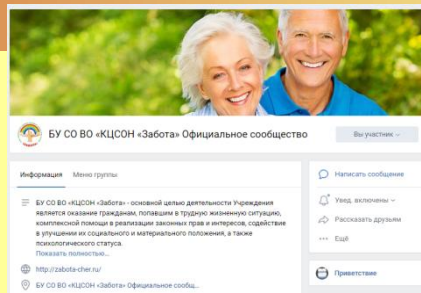 БУ СО ВО «КЦСОН «Забота» Официальное сообщество
Вы участник
Информация Меню группы
БУ СО ВО «КЦСОН «Забота» - основной целью деятельности Учреждения
является оказание гражданам, попавшим в трудную жизненную ситуацию,
комплексной помощи в реализации законных прав и интересов, содействие
в улучшении их социального и материального положения, а также
психологического статуса.
Показать полностью...
http://zabota-cher.ru/
БУ СО ВО «КЦСОН «Забота» Официальное сообщ...
Написать сообщение
Увед. включены
Рассказать друзьям
Ещё
Приветствие